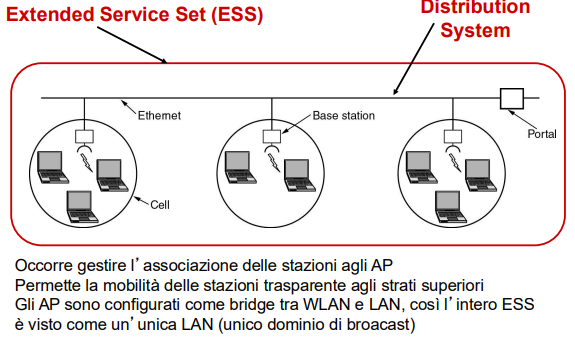 Extended Service Set (ESS)
Distribution
System
Ethernet
Base station
Portal
Cell
Occorre gestire l’associazione delle stazioni agli AP
Permette la mobilità delle stazioni trasparente agli strati superiori
Gli AP sono configurati come bridge tra WLAN e LAN, così l’intero ESS
è visto come un’unica LAN (unico dominio di broacast)